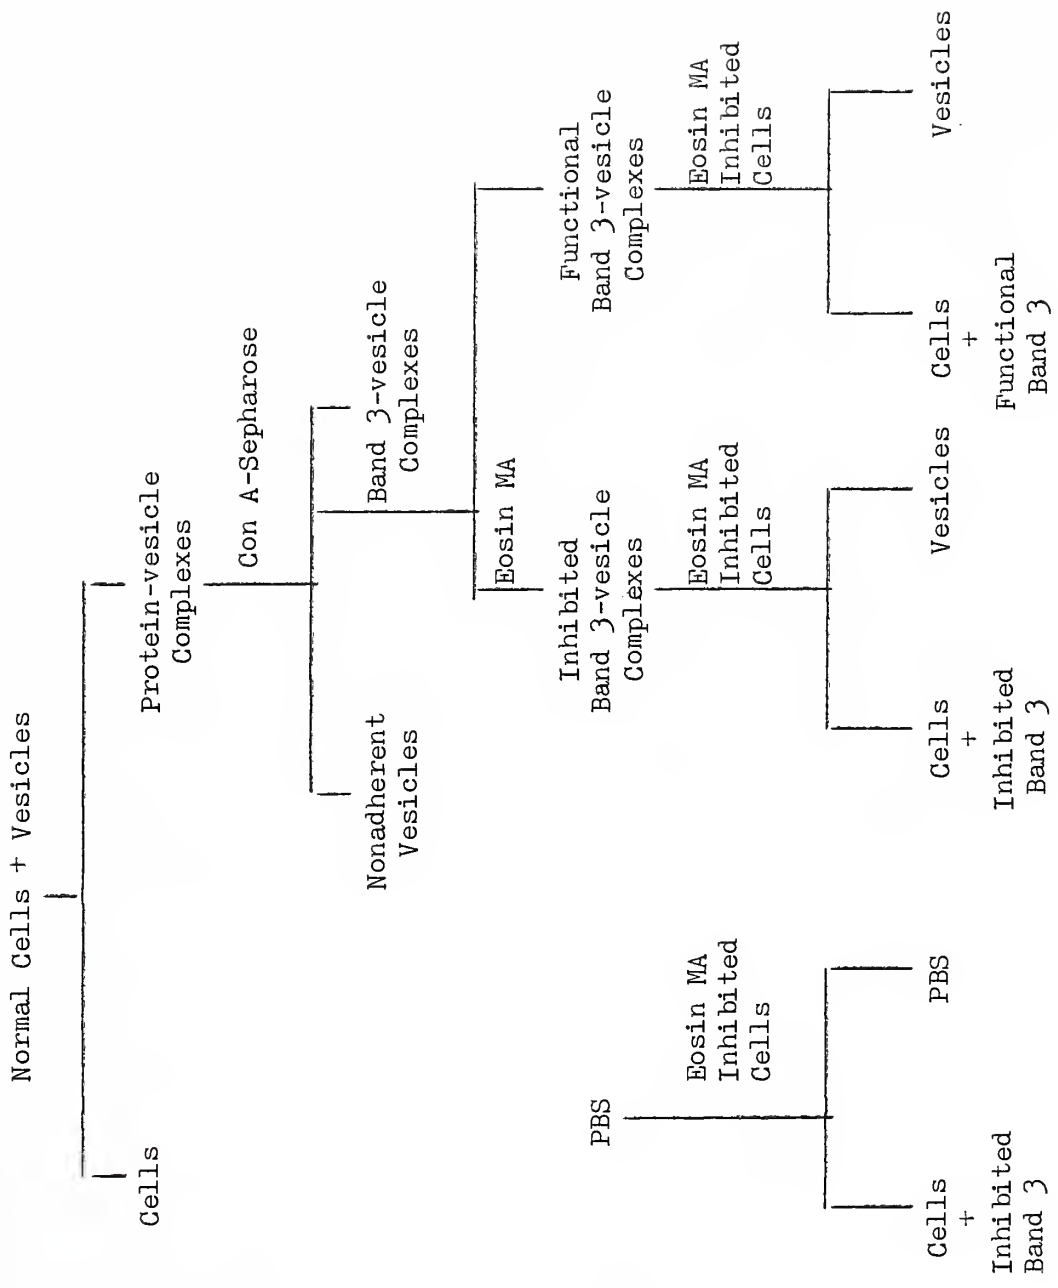 Normal Cells + Vesicles
Cells
Protein-vesicle
Complexes
Con A-Sepharose
Nonadherent
Vesicles
Band 3-vesicle
Complexes
Eosin MA
Inhibited
Band 3-vesicle
Complexes
Functional
Band 3-vesicle
Complexes
PBS
Eosin MA
Inhibited
Cells
Eosin MA
Inhibited
Cells
Eosin MA
Inhibited
Cells
Cells
+
Inhibited
Band 3
PBS
Cells
+
Inhibited
Band 3
Vesicles
Cells
+
Functional
Band 3
Vesicles